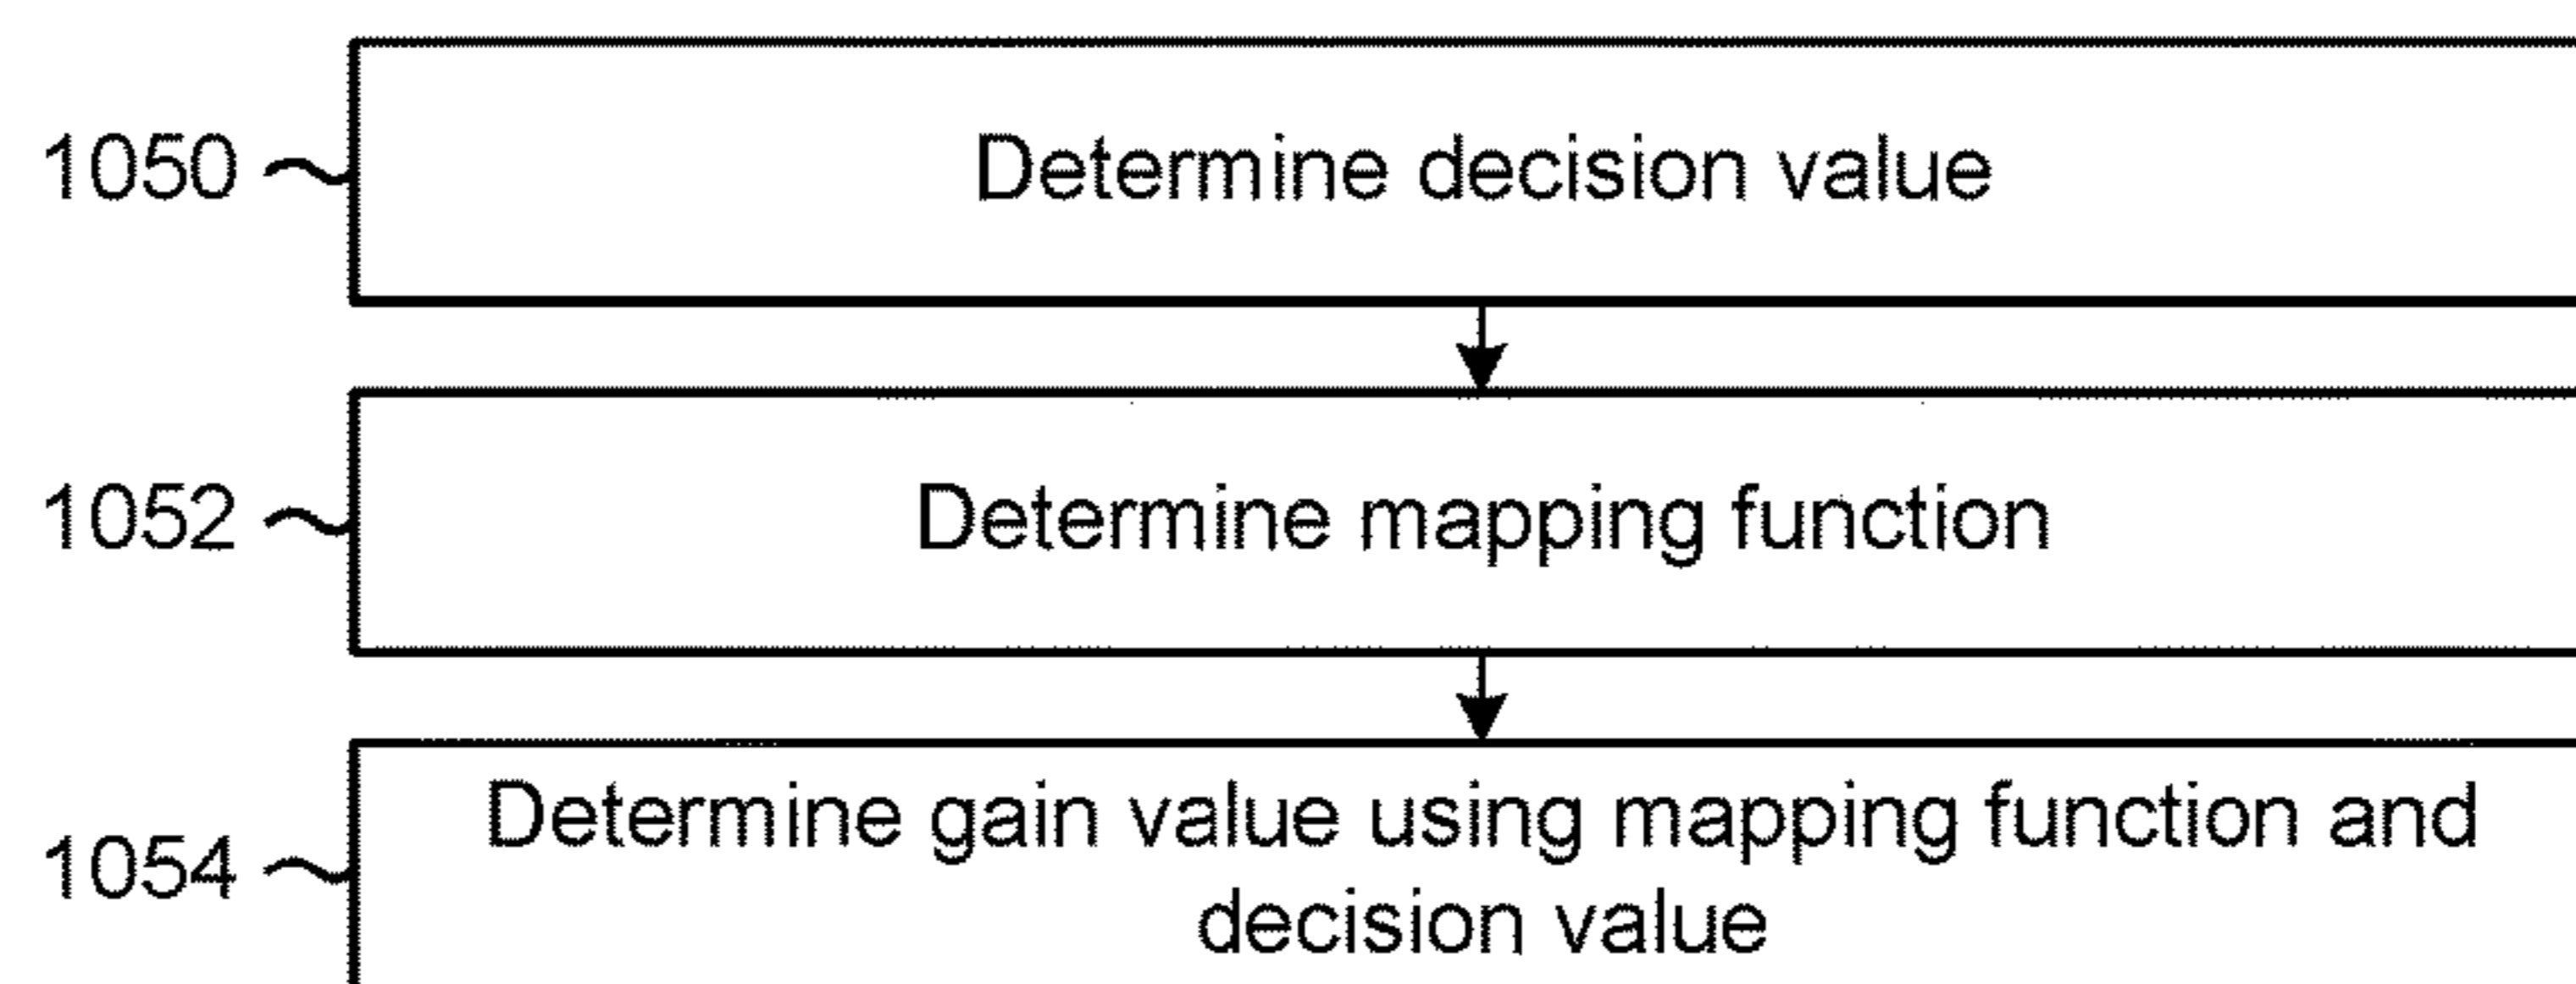 1050 Determine decision value
1052 Determine mapping function
1054 Determine gain value using mapping function and
decision value